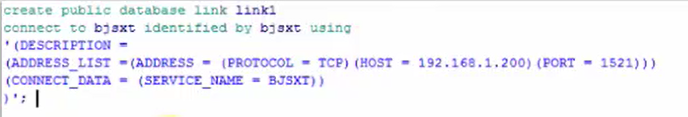 create public database link link1
connect to bjsxt identified by bjsxt using
'(DESCRIPTION =
(ADDRESS_LIST =(ADDRESS = (PROTOCOL = TCP)(HOST = 192.168.1.200)(PORT = 1521)))
(CONNECT_DATA = (SERVICE_NAME = BJSXT))
)';